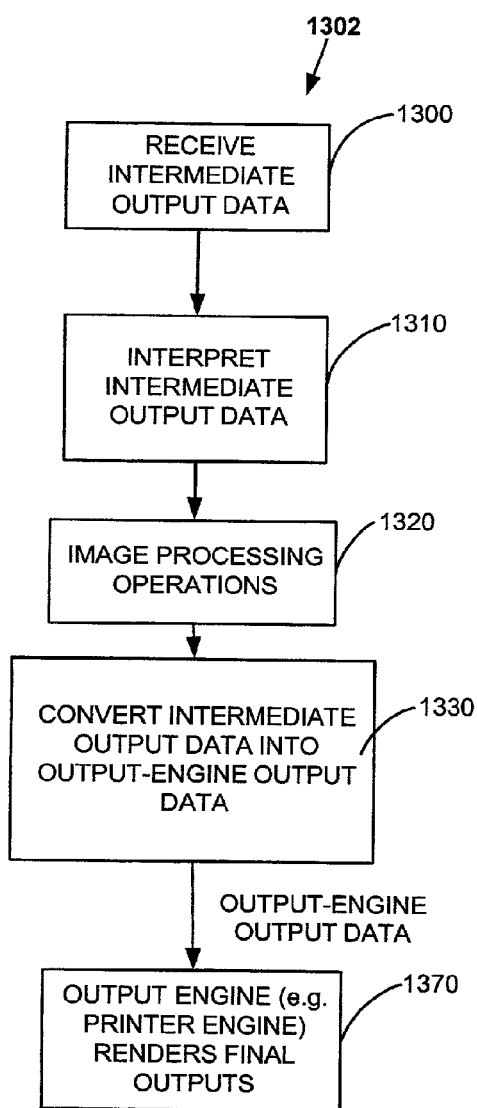 1302
1300
RECEIVE
INTERMEDIATE
OUTPUT DATA
1310
INTERPRET
INTERMEDIATE
OUTPUT DATA
1320
IMAGE PROCESSING
OPERATIONS
1330
CONVERT INTERMEDIATE
OUTPUT DATA INTO
OUTPUT-ENGINE OUTPUT
DATA
OUTPUT-ENGINE
OUTPUT DATA
1370
OUTPUT ENGINE (e.g.
PRINTER ENGINE)
RENDERS FINAL
OUTPUTS